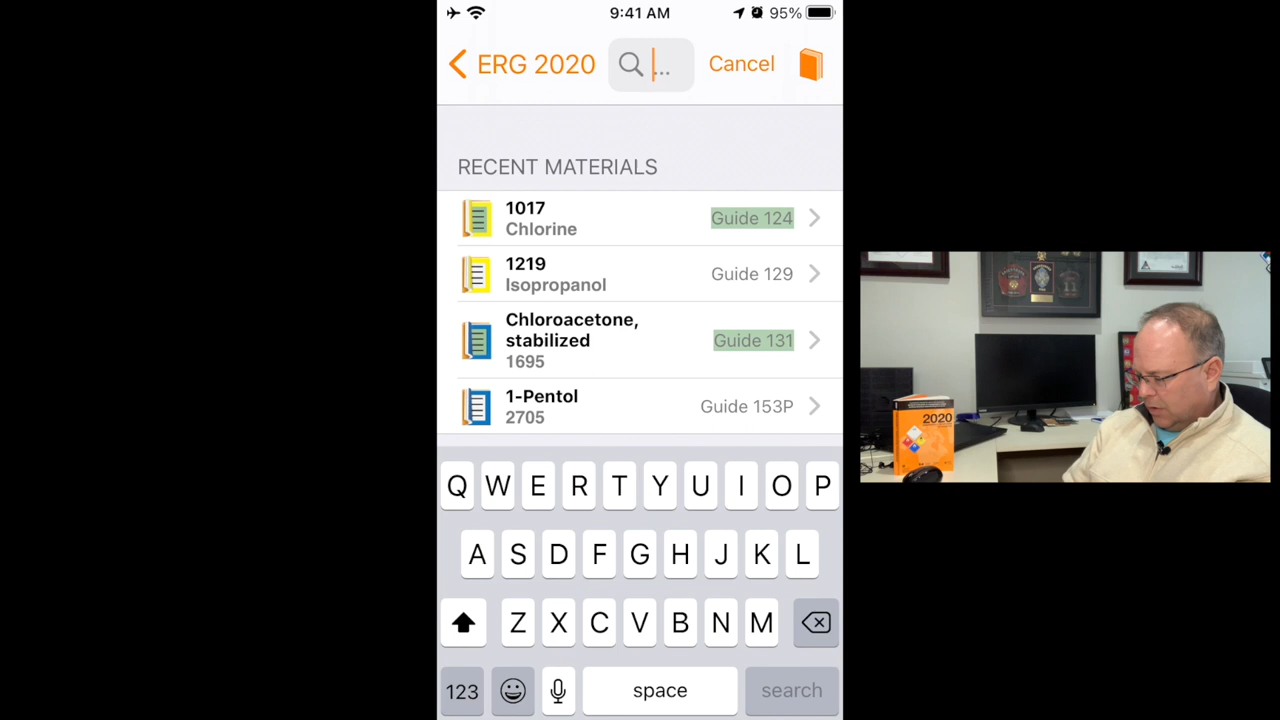 9:41 AM
95%
ERG 2020
...
Cancel
RECENT MATERIALS
1017
Chlorine
Guide 124
1219
Isopropanol
Guide 129
Chloroacetone,
stabilized
1695
Guide 131
1-Pentol
2705
Guide 153P
Q W E R T Y U I O P
A S D F G H J K L
Z X C V B N M
123
space
search
2020